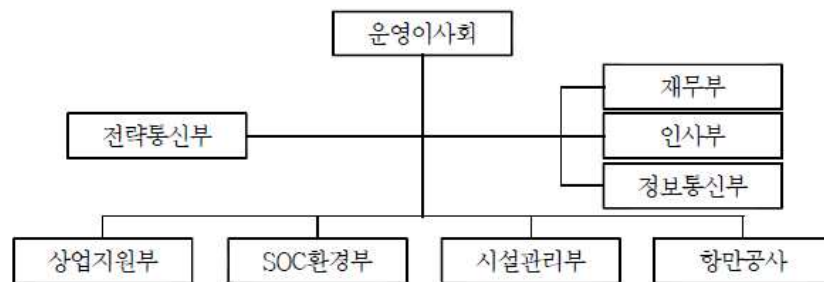 운영이사회
재무부
전략통신부
인사부
정보통신부
상업지원부
SOC환경부
시설관리부
항만공사